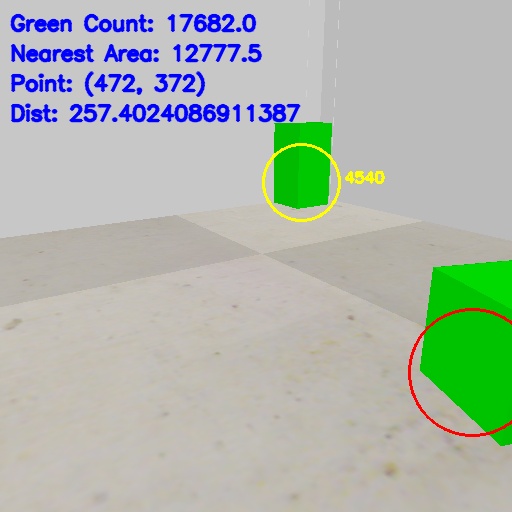 Green Count: 17682.0
Nearest Area: 12777.5
Point: (472, 372)
Dist: 257.4024086911387
4540